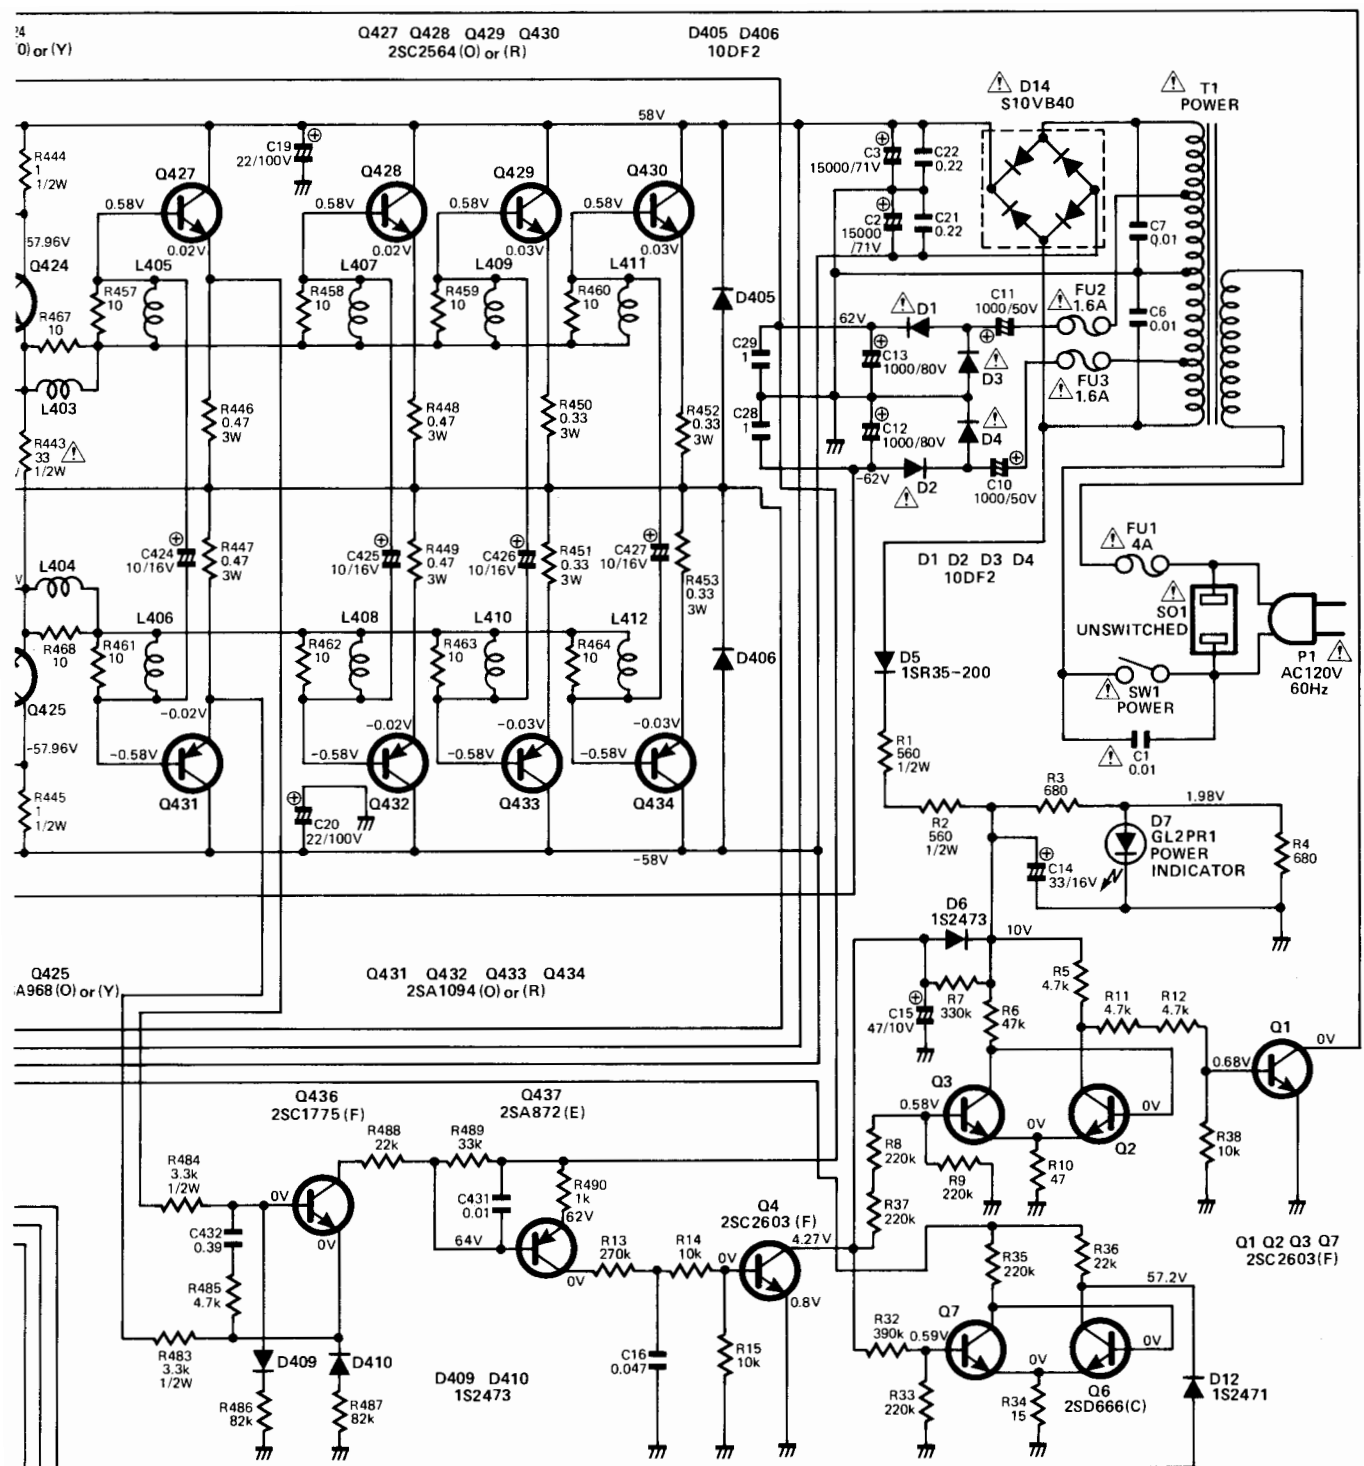 24
0) or (Y)
Q427 Q428 Q429 Q430
2SC2564 (O) or (R)
D405 D406
10DF2
D14
S10VB40
T1
POWER
58V
R444
1
1/2W
C19
22/100V
Q427
Q428
Q429
Q430
C3
15000/71V
C22
0.22
C2
15000
/71V
C21
0.22
C7
0.01
0.58V
0.58V
0.58V
0.58V
57.96V
0.02V
0.02V
0.03V
0.03V
Q424
L405
L407
L409
L411
R457
10
R458
10
R459
10
R460
10
R467
10
D405
D1
C11
1000/50V
FU2
1.6A
C6
0.01
62V
C29
1
C13
1000/80V
D3
FU3
1.6A
L403
R446
0.47
3W
R448
0.47
3W
R450
0.33
3W
R452
0.33
3W
C28
1
C12
1000/80V
D4
R443
33
1/2W
-62V
D2
C10
1000/50V
FU1
4A
L404
C424
10/16V
R447
0.47
3W
C425
10/16V
R449
0.47
3W
C426
10/16V
R451
0.33
3W
C427
10/16V
R453
0.33
3W
D1 D2 D3 D4
10DF2
SO1
UNSWITCHED
V
L406
L408
L410
L412
R468
10
R461
10
R462
10
R463
10
R464
10
D406
D5
1SR35-200
P1
AC120V
60Hz
SW1
POWER
Q425
-0.02V
-0.02V
-0.03V
-0.03V
-57.96V
-0.58V
-0.58V
-0.58V
-0.58V
R1
560
1/2W
C1
0.01
R445
1
1/2W
Q431
Q432
Q433
Q434
C20
22/100V
-58V
R2
560
1/2W
R3
680
1.98V
D7
GL2PR1
POWER
INDICATOR
R4
680
C14
33/16V
D6
1S2473
10V
Q425
SA968 (O) or (Y)
Q431 Q432 Q433 Q434
2SA1094 (O) or (R)
R5
4.7k
R7
330k
R6
47k
C15
47/10V
R11
4.7k
R12
4.7k
Q1
0V
0.68V
Q436
2SC1775 (F)
Q437
2SA872 (E)
Q3
0.58V
0V
Q2
R488
22k
R489
33k
R8
220k
0V
R10
47
R38
10k
R484
3.3k
1/2W
R490
1k
R9
220k
0V
C431
0.01
R37
220k
Q4
2SC2603 (F)
C432
0.39
62V
64V
0V
R13
270k
R14
10k
0V
4.27V
Q1 Q2 Q3 Q7
2SC2603 (F)
0V
R35
220k
R36
22k
57.2V
R485
4.7k
0.8V
Q7
R32
390k
0.59V
0V
R483
3.3k
1/2W
D409
D410
D409 D410
1S2473
C16
0.047
R15
10k
0V
D12
1S2471
R486
82k
R487
82k
R33
220k
R34
15
Q6
2SD666 (C)